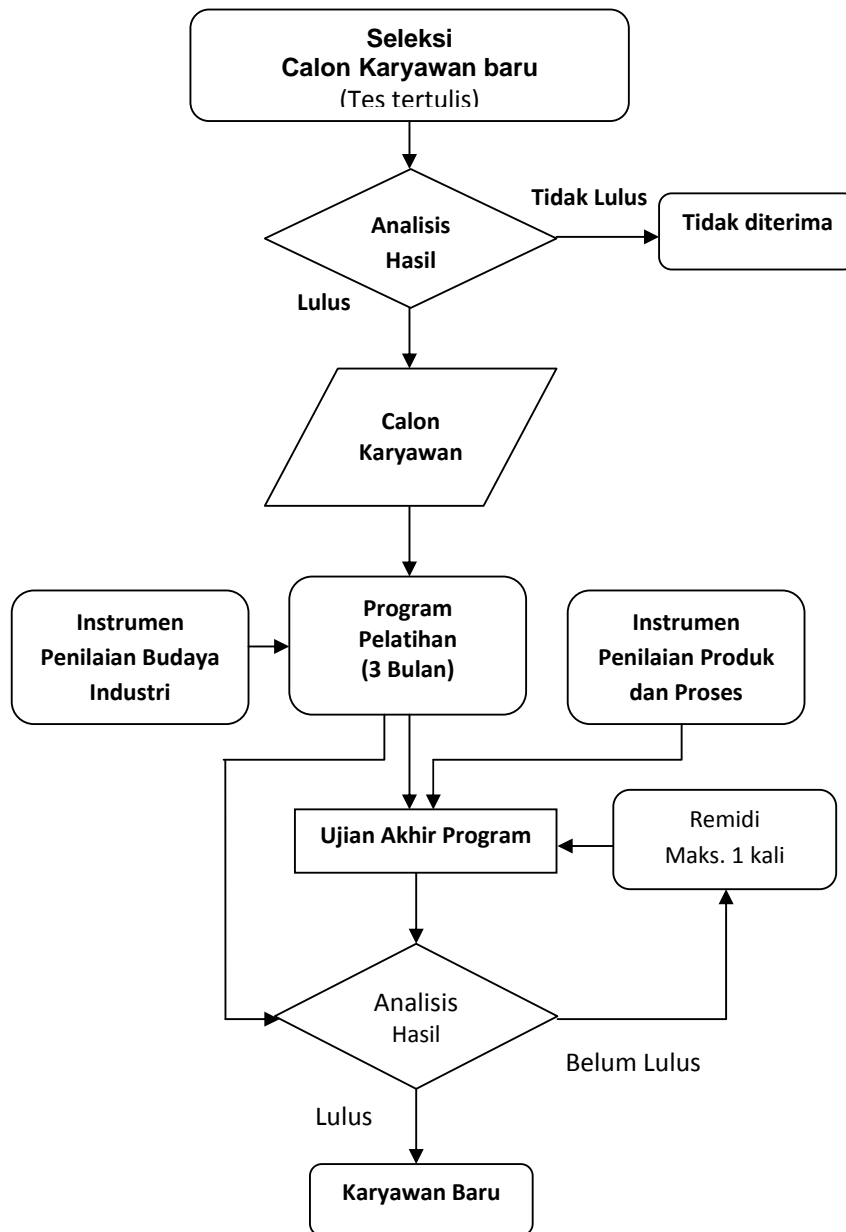 Seleksi
Calon Karyawan baru
(Tes tertulis)
Tidak Lulus
Tidak diterima
Analisis
Hasil
Lulus
Calon
Karyawan
Instrumen
Penilaian Budaya
Industri
Program
Pelatihan
(3 Bulan)
Instrumen
Penilaian Produk
dan Proses
Ujian Akhir Program
Remidi
Maks. 1 kali
Analisis
Hasil
Belum Lulus
Lulus
Karyawan Baru